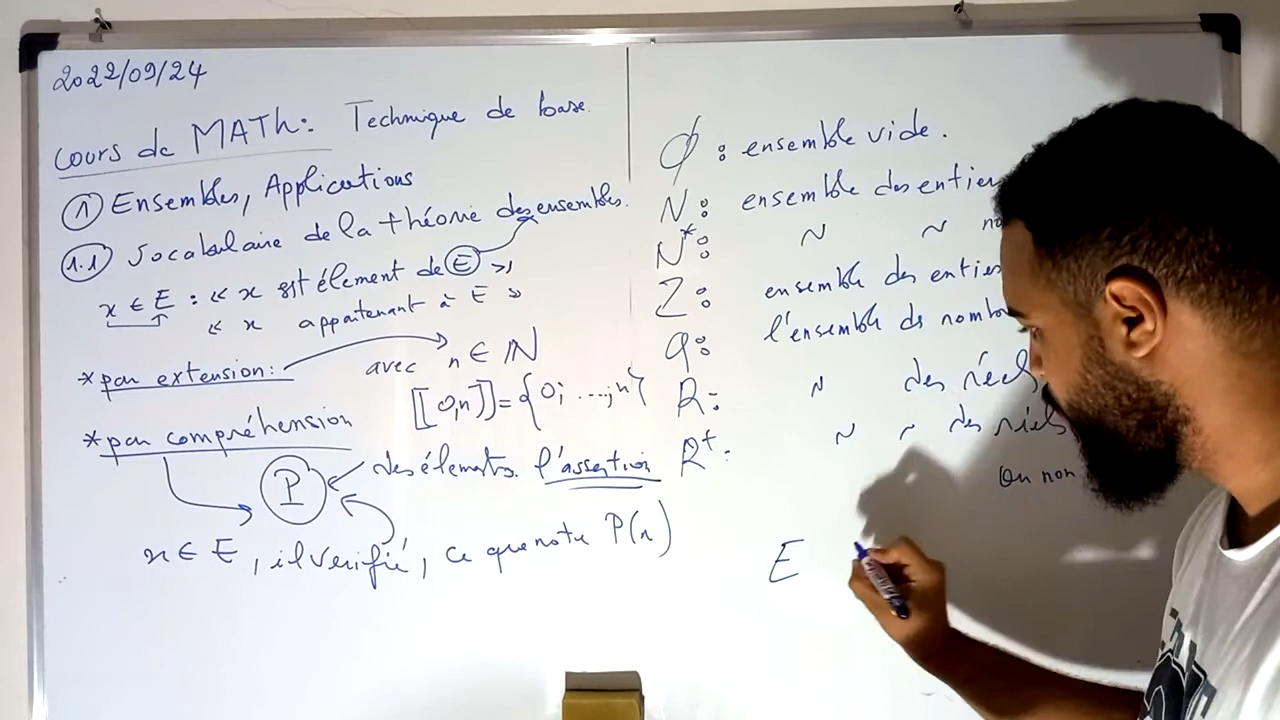 2022/09/24
Cours de MATH: Technique de base.
① Ensembles, Applications
1.1 Vocabulaire de la théorie des ensembles.
x ∈ E : « x est élément de E »
« x appartenant à E »
* par extension: avec n ∈ ℕ
[[0,n]] = {0; ....; n}
* par compréhension
P des éléments. l'assertion
x ∈ E, il vérifié, ce que note P(x)
∅ : ensemble vide.
N: ensemble des entiers
N*: ~ ~
Z: ensemble des entiers
Q: l'ensemble ds nombr
R: ~ des réels
R+: ~ ~ des réels
ou non
E